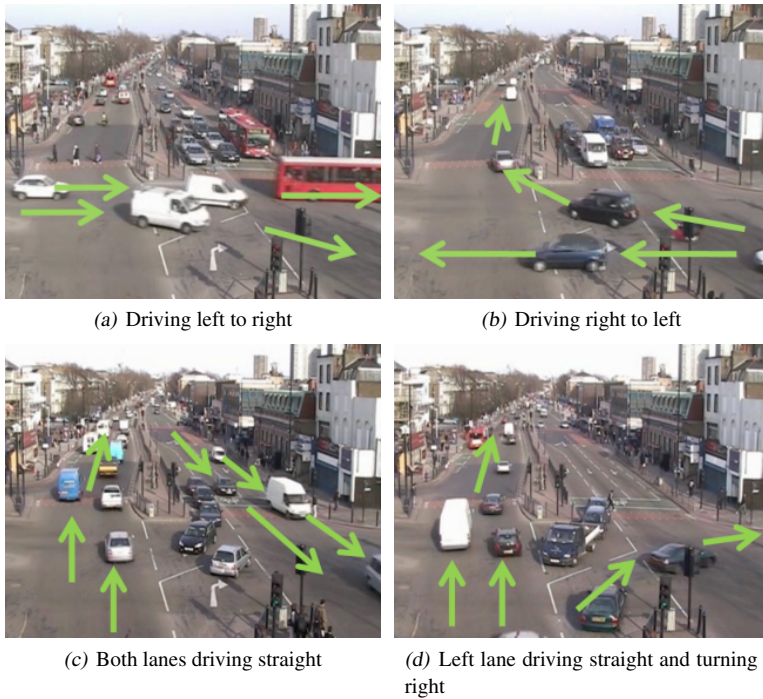 (a) Driving left to right
(b) Driving right to left
(c) Both lanes driving straight
(d) Left lane driving straight and turning
right